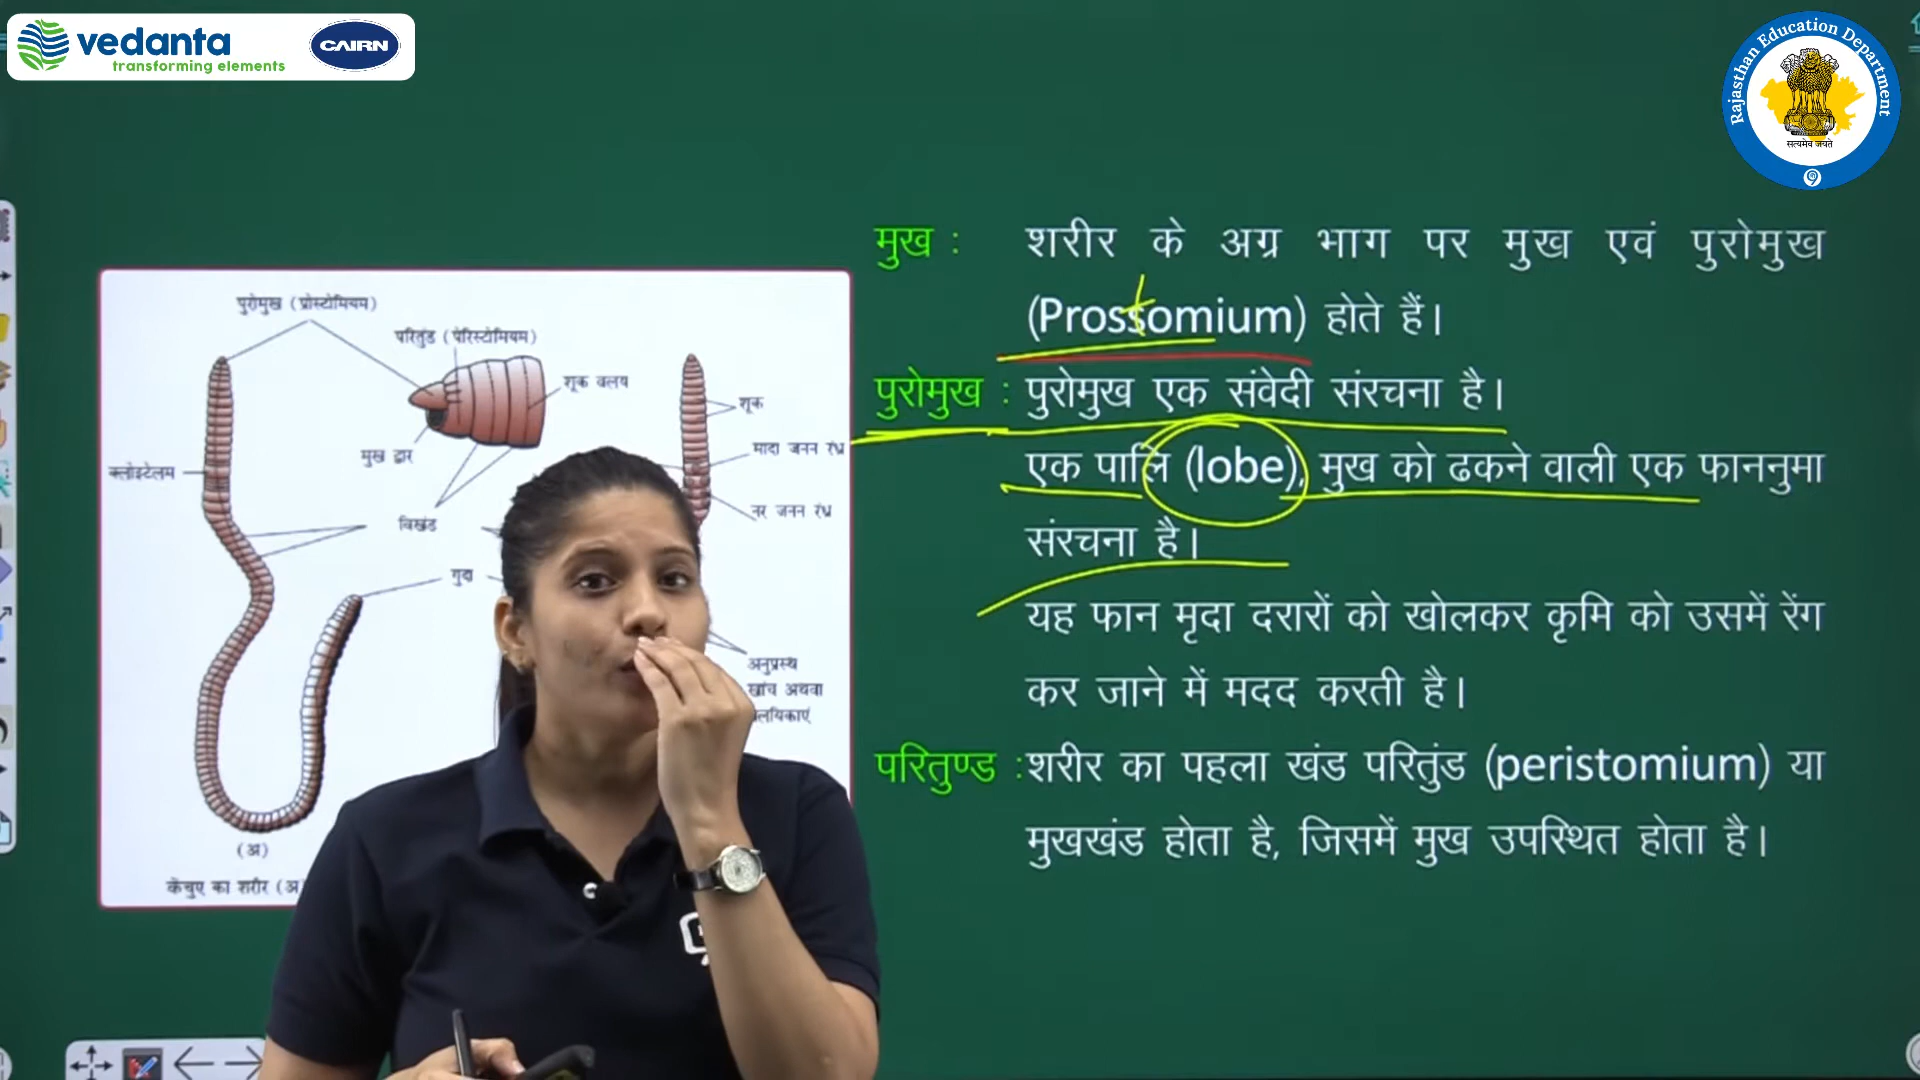 vedanta
transforming elements
CAIRN
Rajasthan Education Department
सत्यमेव जयते
मुख : शरीर के अग्र भाग पर मुख एवं पुरोमुख
(Prosstomium) होते हैं।
पुरोमुख : पुरोमुख एक संवेदी संरचना है।
एक पालि (lobe), मुख को ढकने वाली एक फाननुमा
संरचना है।
यह फान मृदा दरारों को खोलकर कृमि को उसमें रेंग
कर जाने में मदद करती है।
परितुण्ड : शरीर का पहला खंड परितुंड (peristomium) या
मुखखंड होता है, जिसमें मुख उपस्थित होता है।
पुरोमुख (प्रोस्टोमियम)
परितुंड (पेरिस्टोमियम)
शूक वलय
शूक
मुख द्वार
मादा जनन रंध्र
क्लाइटेलम
नर जनन रंध्र
विखंड
गुदा
अनुप्रस्थ
खांच अथवा
वलयिकाएं
(अ)
केंचुए का शरीर (अ)